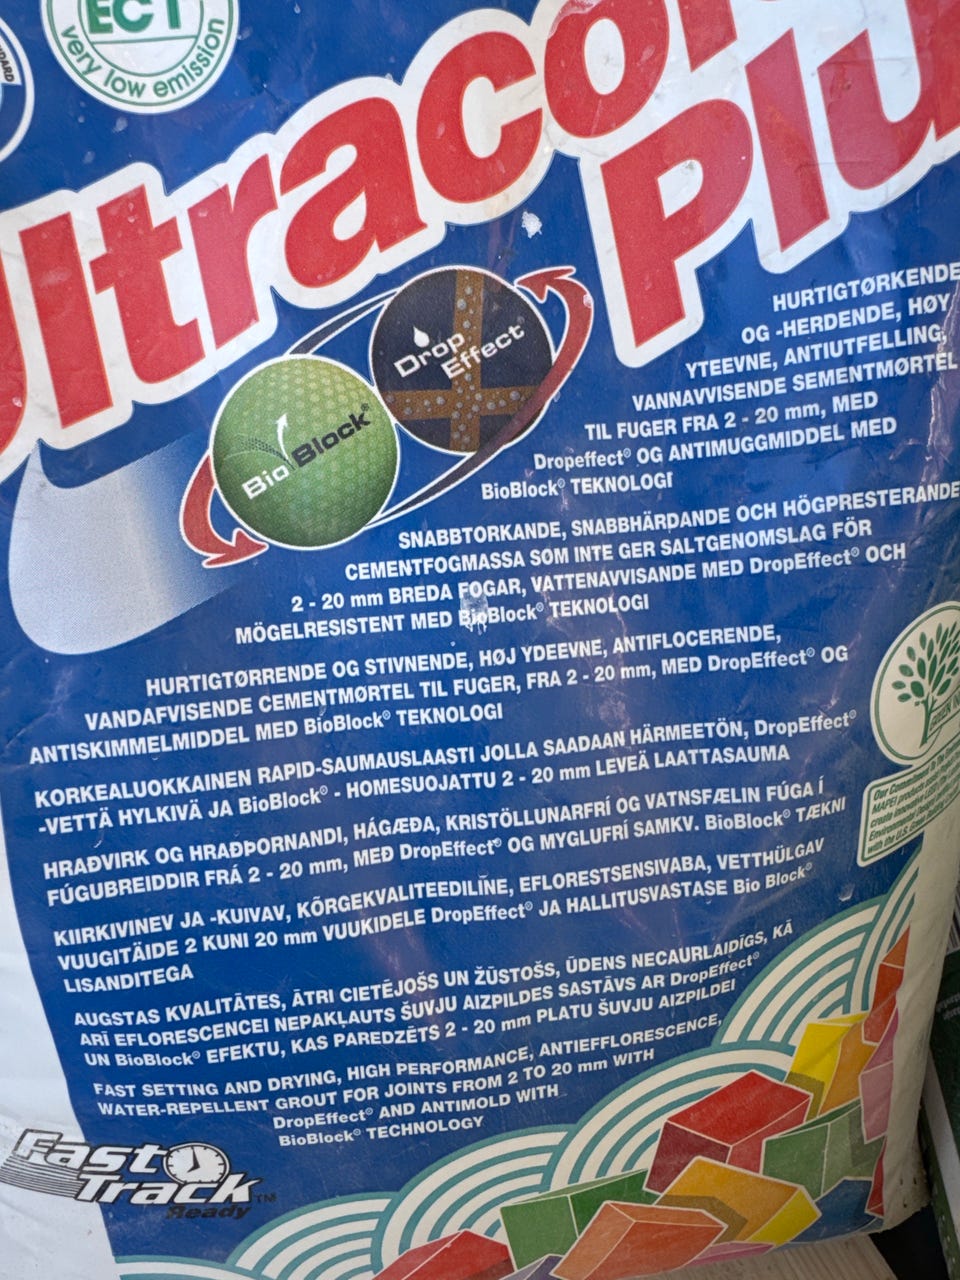 ECT
very low emission
Plu
HURTIGTØRKENDE
OG -HERDENDE, HØY
YTEEVNE, ANTIUTFELLING,
VANNAVVISENDE SEMENTMØRTEL
TIL FUGER FRA 2 - 20 mm, MED
Dropeffect® OG ANTIMUGGMIDDEL MED
BioBlock® TEKNOLOGI
Drop
Effect®
BioBlock®
SNABBTORKANDE, SNABBHÄRDANDE OCH HÖGPRESTERANDE
CEMENTFOGMASSA SOM INTE GER SALTGENOMSLAG FÖR
2 - 20 mm BREDA FOGAR, VATTENAVVISANDE MED DropEffect® OCH
MÖGELRESISTENT MED BioBlock® TEKNOLOGI
HURTIGTØRRENDE OG STIVNENDE, HØJ YDEEVNE, ANTIFLOCERENDE,
VANDAFVISENDE CEMENTMØRTEL TIL FUGER, FRA 2 - 20 mm, MED DropEffect® OG
ANTISKIMMELMIDDEL MED BioBlock® TEKNOLOGI
KORKEALUOKKAINEN RAPID-SAUMAUSLAASTI JOLLA SAADAAN HÄRMEETÖN, DropEffect®
-VETTÄ HYLKIVÄ JA BioBlock® - HOMESUOJATTU 2 - 20 mm LEVEÄ LAATTASAUMA
HRAÐVIRK OG HRAÐÞORNANDI, HÁGÆÐA, KRISTÖLLUNARFRÍ OG VATNSFÆLIN FÚGA Í
FÚGUBREIDDIR FRÁ 2 - 20 mm, MEÐ DropEffect® OG MYGLUFRÍ SAMKV. BioBlock® TÆKNI
KIIRKIVINEV JA -KUIVAV, KÕRGEKVALITEEDILINE, EFLORESTSENSIVABA, VETTHÜLGAV
VUUGITÄIDE 2 KUNI 20 mm VUUKIDELE DropEffect® JA HALLITUSVASTASE Bio Block®
LISANDITEGA
AUGSTAS KVALITĀTES, ĀTRI CIETĒJOŠS UN ŽŪSTOŠS, ŪDENS NECAURLAIDĪGS, KĀ
ARĪ EFLORESCENCEI NEPAKĻAUTS ŠUVJU AIZPILDES SASTĀVS AR DropEffect®
UN BioBlock® EFEKTU, KAS PAREDZĒTS 2 - 20 mm PLATU ŠUVJU AIZPILDEI
FAST SETTING AND DRYING, HIGH PERFORMANCE, ANTIEFFLORESCENCE,
WATER-REPELLENT GROUT FOR JOINTS FROM 2 TO 20 mm WITH
DropEffect® AND ANTIMOLD WITH
BioBlock® TECHNOLOGY
Fast
Track™
Ready
Our Commitment To The
MAPEI products